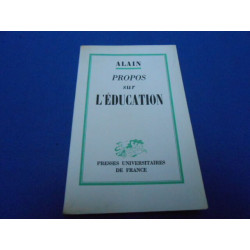 ALAIN
PROPOS
sur
L'ÉDUCATION
PRESSES UNIVERSITAIRES
DE FRANCE